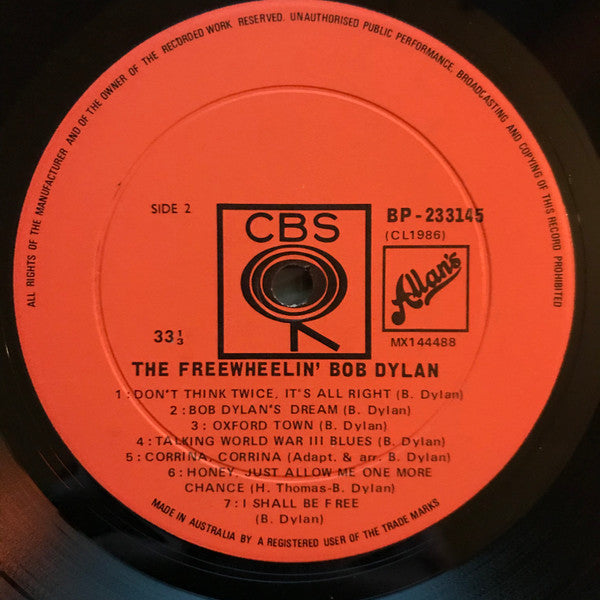 ALL RIGHTS OF THE MANUFACTURER AND OF THE OWNER OF THE RECORDED WORK RESERVED. UNAUTHORISED PUBLIC PERFORMANCE, BROADCASTING AND COPYING OF THIS RECORD PROHIBITED
SIDE 2
CBS
BP-233145
(CL1986)
Allan's
33 1/3
MX144488
THE FREEWHEELIN' BOB DYLAN
1 : DON'T THINK TWICE, IT'S ALL RIGHT (B. Dylan)
2 : BOB DYLAN'S DREAM (B. Dylan)
3 : OXFORD TOWN (B. Dylan)
4 : TALKING WORLD WAR III BLUES (B. Dylan)
5 : CORRINA, CORRINA (Adapt. & arr. B. Dylan)
6 : HONEY, JUST ALLOW ME ONE MORE
CHANCE (H. Thomas-B. Dylan)
7 : I SHALL BE FREE
(B. Dylan)
MADE IN AUSTRALIA BY A REGISTERED USER OF THE TRADE MARKS